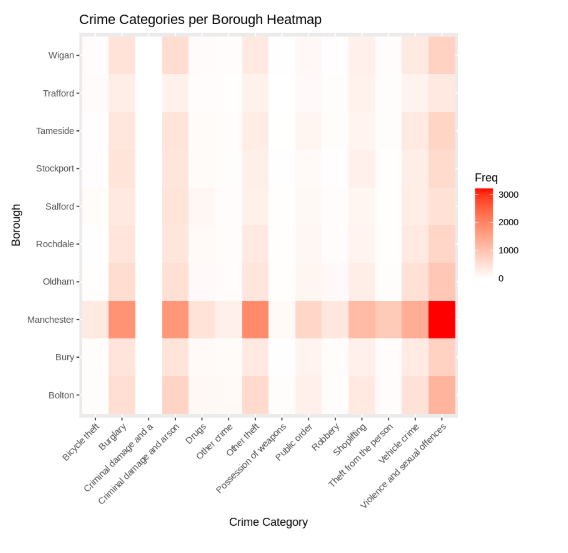 Crime Categories per Borough Heatmap
Wigan
Trafford
Tameside
Stockport
Salford
Rochdale
Oldham
Manchester
Bury
Bolton
Borough
Freq
3000
2000
1000
0
Bicycle theft
Burglary
Criminal damage and a
Criminal damage and arson
Drugs
Other crime
Other theft
Possession of weapons
Public order
Robbery
Shoplifting
Theft from the person
Vehicle crime
Violence and sexual offences
Crime Category